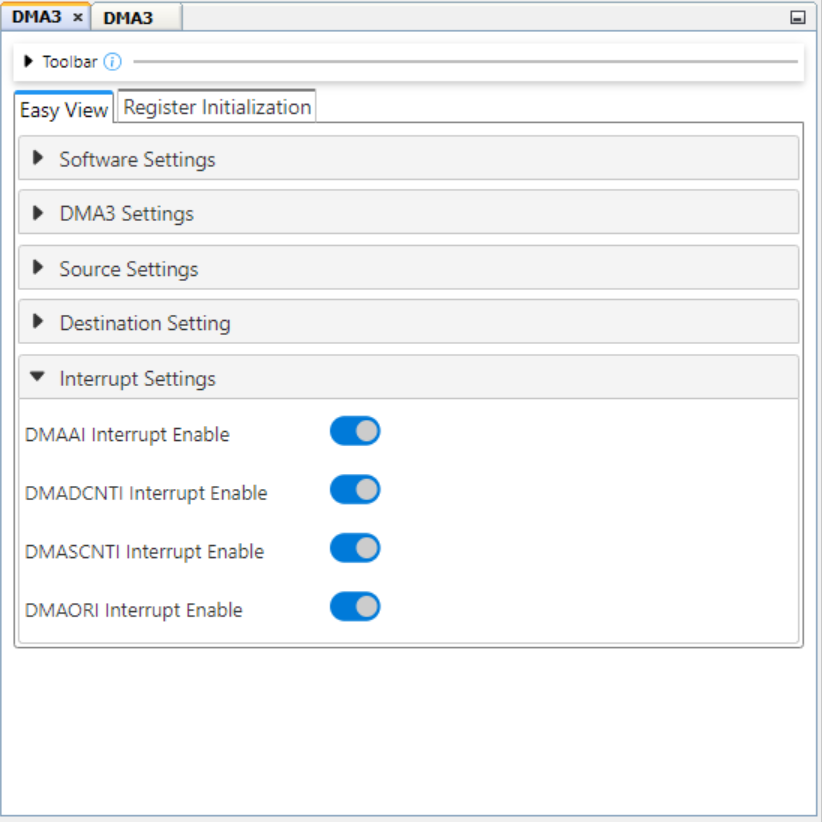 DMA3 × DMA3
Toolbar i
Easy View Register Initialization
Software Settings
DMA3 Settings
Source Settings
Destination Setting
Interrupt Settings
DMAAI Interrupt Enable
DMADCNTI Interrupt Enable
DMASCNTI Interrupt Enable
DMAORI Interrupt Enable